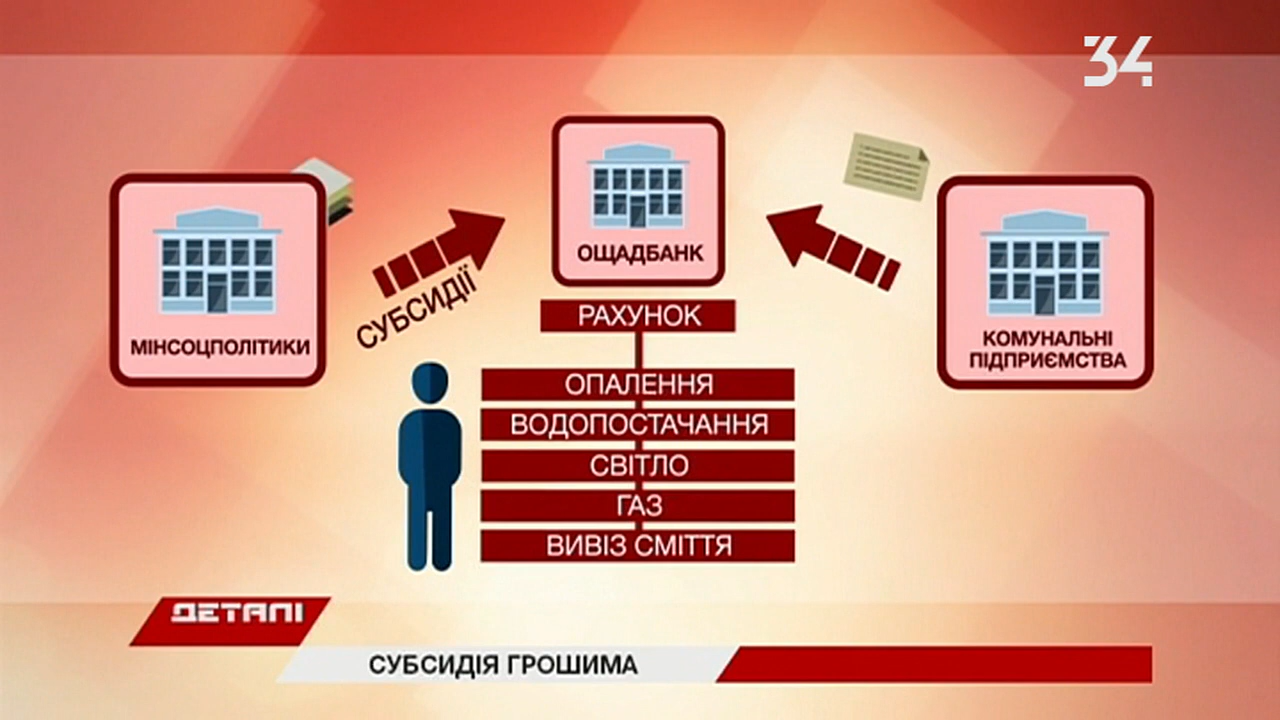 34
ОЩАДБАНК
МІНСОЦПОЛІТИКИ
СУБСИДІЇ
КОМУНАЛЬНІ
ПІДПРИЄМСТВА
РАХУНОК
ОПАЛЕННЯ
ВОДОПОСТАЧАННЯ
СВІТЛО
ГАЗ
ВИВІЗ СМІТТЯ
ДЕТАЛІ
СУБСИДІЯ ГРОШИМА